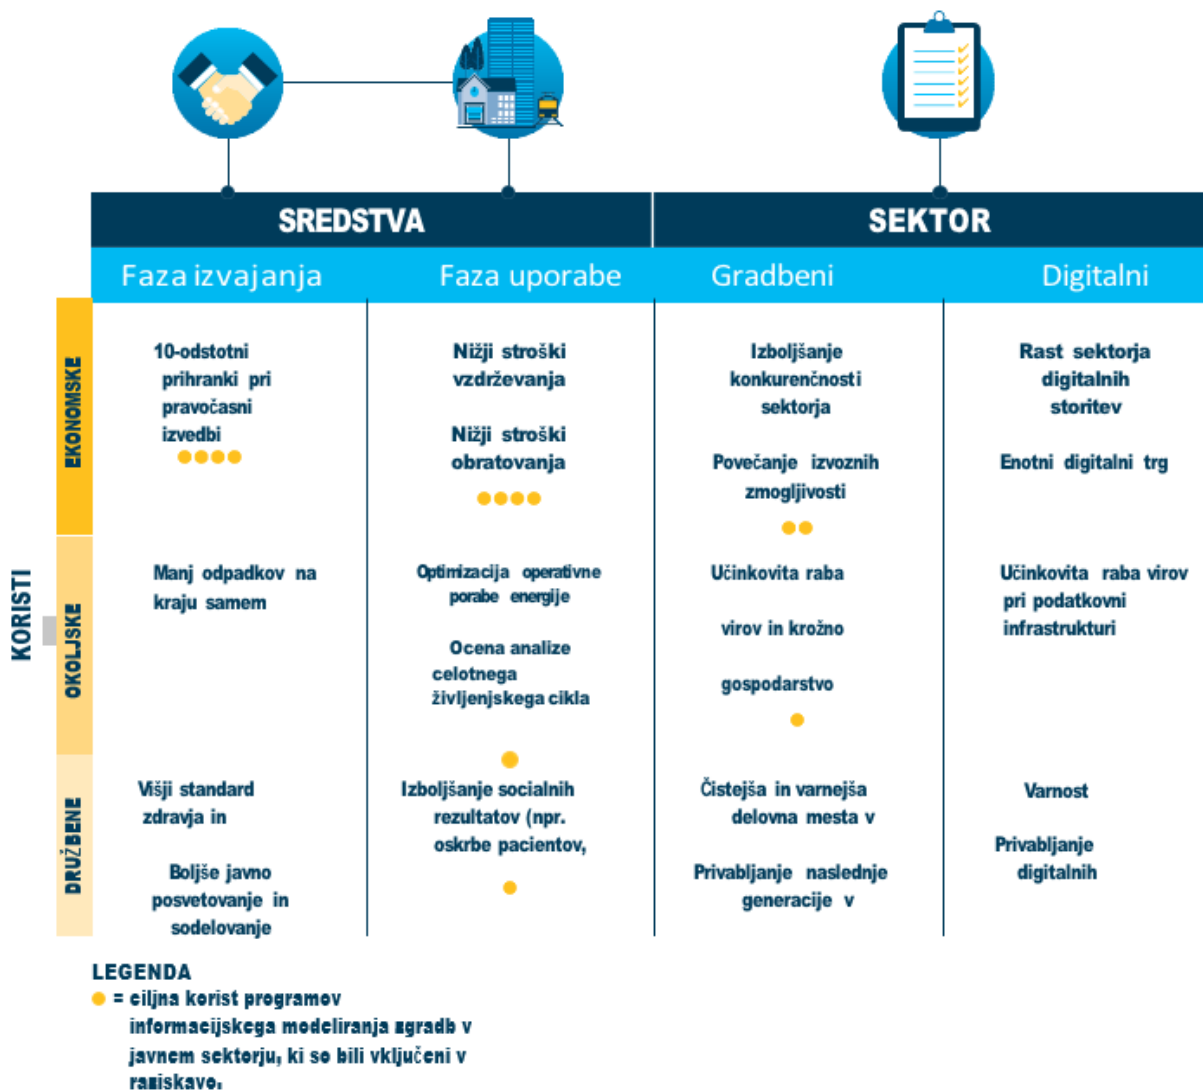 SREDSTVA
SEKTOR
Faza izvajanja
Faza uporabe
Gradbeni
Digitalni
KORISTI
EKONOMSKE
10-odstotni
prihranki pri
pravočasni
izvedbi
Nižji stroški
vzdrževanja
Nižji stroški
obratovanja
Izboljšanje
konkurenčnosti
sektorja
Povečanje izvoznih
zmogljivosti
Rast sektorja
digitalnih
storitev
Enotni digitalni trg
OKOLJSKE
Manj odpadkov na
kraju samem
Optimizacija operativne
porabe energije
Ocena analize
celotnega
življenjskega cikla
Učinkovita raba
virov in krožno
gospodarstvo
Učinkovita raba virov
pri podatkovni
infrastrukturi
DRUŽBENE
Višji standard
zdravja in
Boljše javno
posvetovanje in
sodelovanje
Izboljšanje socialnih
rezultatov (npr.
oskrbe pacientov,
Čistejša in varnejša
delovna mesta v
Privabljanje naslednje
generacije v
Varnost
Privabljanje
digitalnih
LEGENDA
= ciljna korist programov
informacijskega modeliranja zgradb v
javnem sektorju, ki so bili vključeni v
raziskavo.